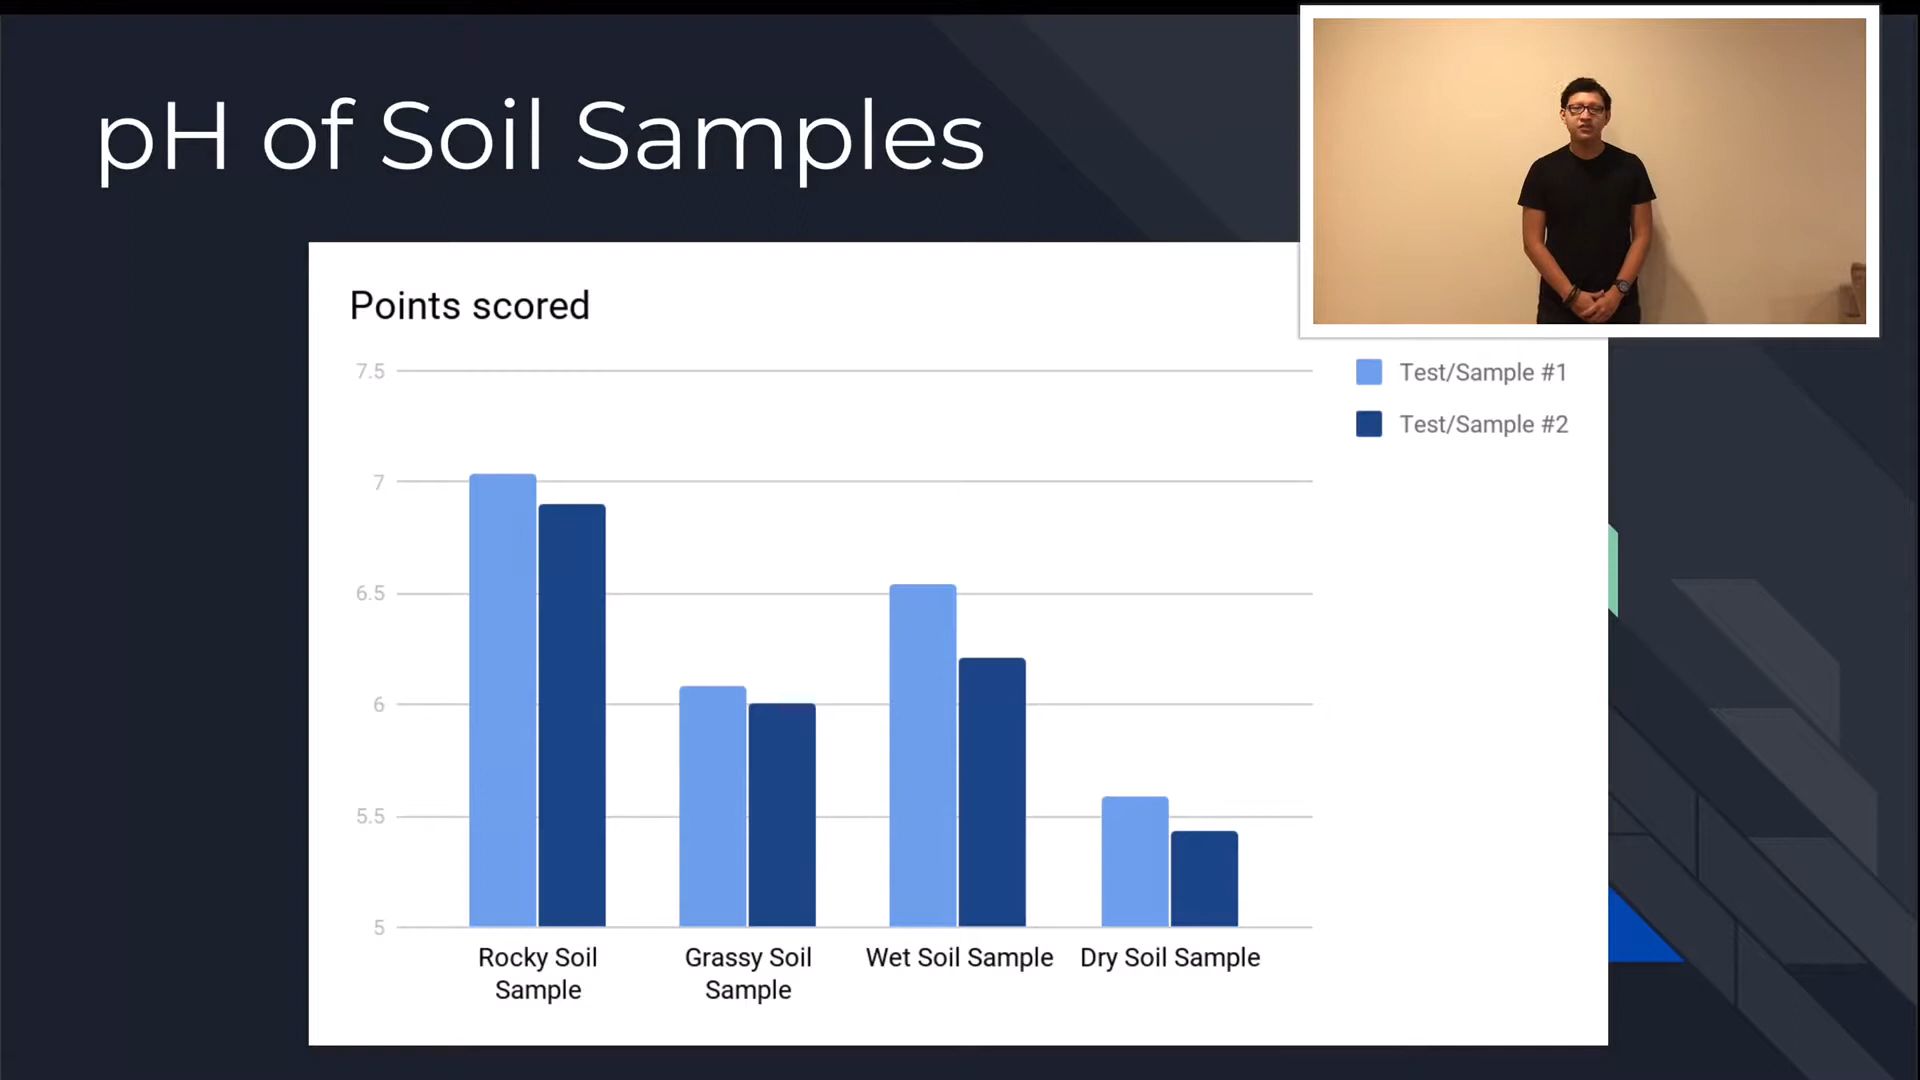 pH of Soil Samples
Points scored
7.5
Test/Sample #1
Test/Sample #2
7
6.5
6
5.5
5
Rocky Soil
Sample
Grassy Soil
Sample
Wet Soil Sample
Dry Soil Sample